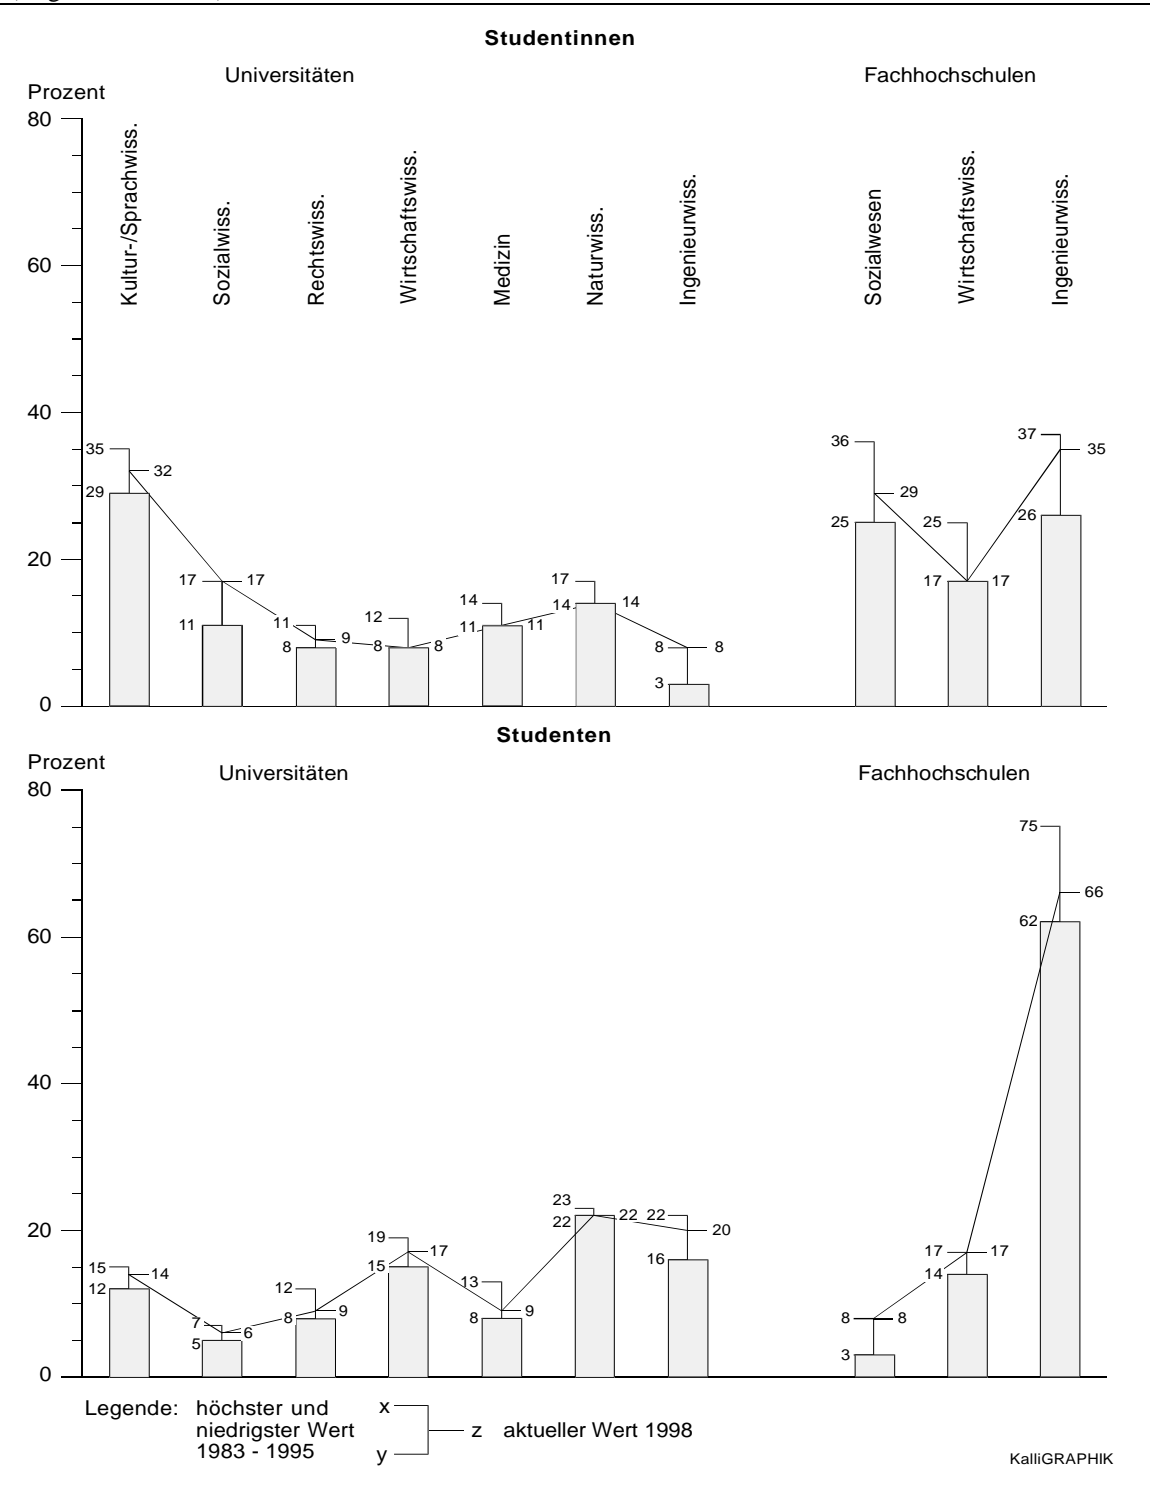 Studentinnen
Universitäten Fachhochschulen
Prozent
80
60
40
20
0
Kultur-/Sprachwiss.
Sozialwiss.
Rechtswiss.
Wirtschaftswiss.
Medizin
Naturwiss.
Ingenieurwiss.
Sozialwesen
Wirtschaftswiss.
Ingenieurwiss.
35 32 29
17 17 11
11 9 8
12 8 8
14 11 11
17 14 14
8 8 3
36 29 25
25 17 17
37 35 26
Studenten
Prozent
Universitäten Fachhochschulen
80
60
40
20
0
15 14 12
7 6 5
12 9 8
19 17 15
13 9 8
23 22 22
22 20 16
8 8 3
17 17 14
75 66 62
Legende: höchster und x
niedrigster Wert z aktueller Wert 1998
1983 - 1995 y
KalliGRAPHIK